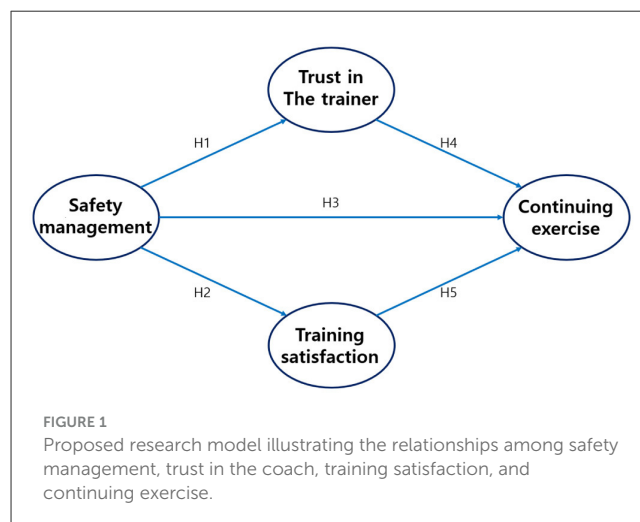 Trust in
The trainer
H1
H4
Safety
management
H3
Continuing
exercise
H2
H5
Training
satisfaction
FIGURE 1
Proposed research model illustrating the relationships among safety
management, trust in the coach, training satisfaction, and
continuing exercise.